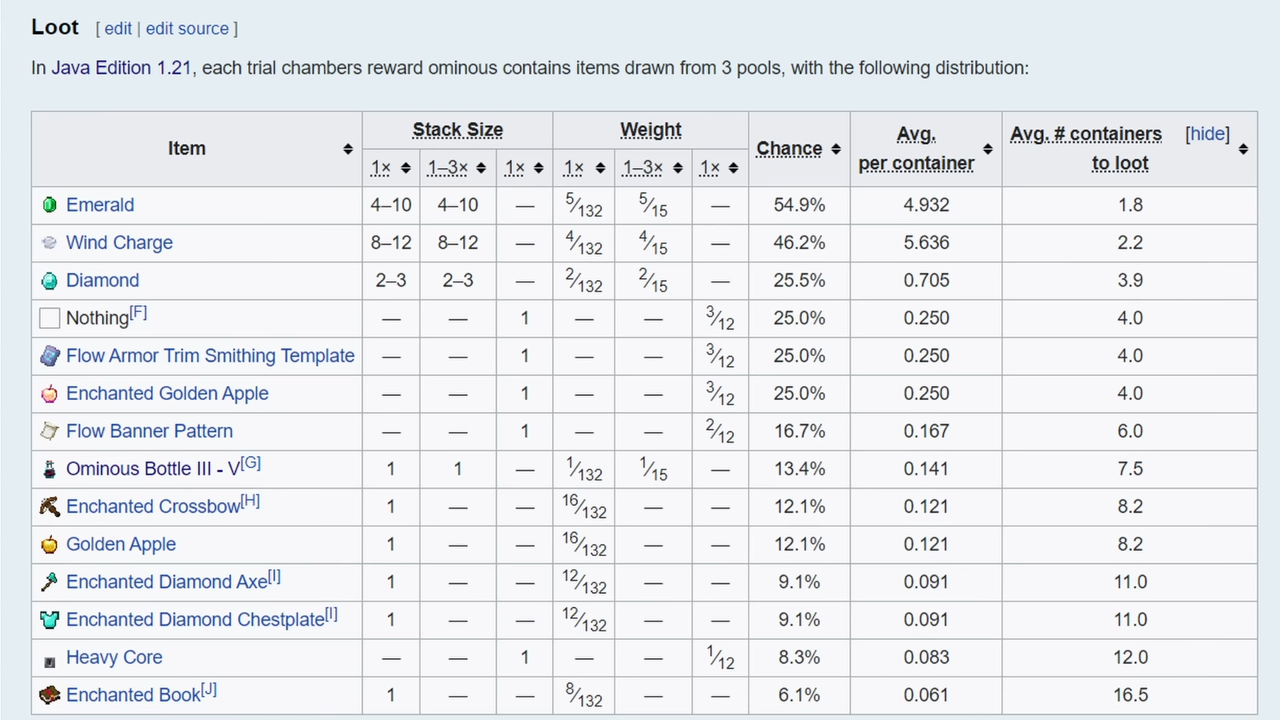 Loot [ edit | edit source ]
In Java Edition 1.21, each trial chambers reward ominous contains items drawn from 3 pools, with the following distribution:
Item Stack Size Weight Chance Avg. per container Avg. # containers to loot [hide]
1× 1–3× 1× 1× 1–3× 1×
Emerald 4–10 4–10 — 5/132 5/15 — 54.9% 4.932 1.8
Wind Charge 8–12 8–12 — 4/132 4/15 — 46.2% 5.636 2.2
Diamond 2–3 2–3 — 2/132 2/15 — 25.5% 0.705 3.9
Nothing[F] — — 1 — — 3/12 25.0% 0.250 4.0
Flow Armor Trim Smithing Template — — 1 — — 3/12 25.0% 0.250 4.0
Enchanted Golden Apple — — 1 — — 3/12 25.0% 0.250 4.0
Flow Banner Pattern — — 1 — — 2/12 16.7% 0.167 6.0
Ominous Bottle III - V[G] 1 1 — 1/132 1/15 — 13.4% 0.141 7.5
Enchanted Crossbow[H] 1 — — 16/132 — — 12.1% 0.121 8.2
Golden Apple 1 — — 16/132 — — 12.1% 0.121 8.2
Enchanted Diamond Axe[I] 1 — — 12/132 — — 9.1% 0.091 11.0
Enchanted Diamond Chestplate[I] 1 — — 12/132 — — 9.1% 0.091 11.0
Heavy Core — — 1 — — 1/12 8.3% 0.083 12.0
Enchanted Book[J] 1 — — 8/132 — — 6.1% 0.061 16.5